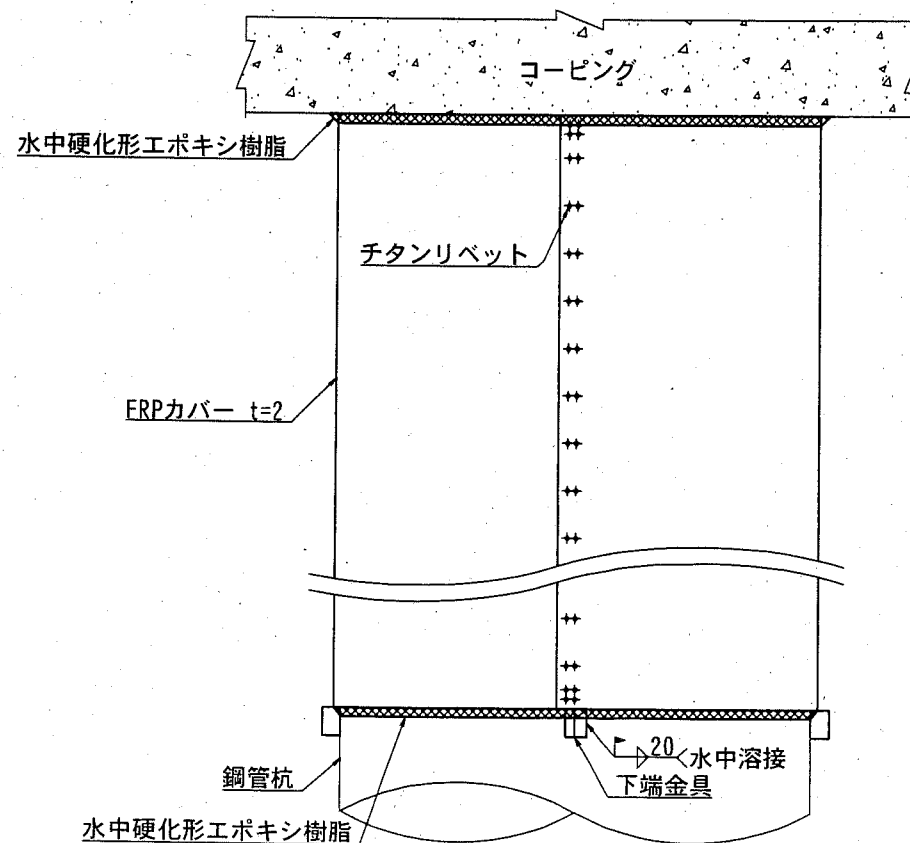 コーピング
水中硬化形エポキシ樹脂
チタンリベット
FRPカバー t=2
20
水中溶接
鋼管杭
下端金具
水中硬化形エポキシ樹脂